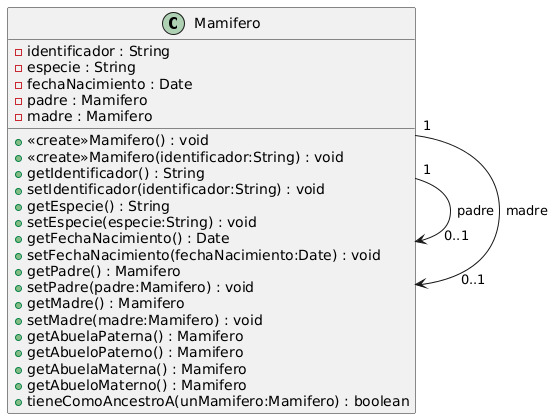 C Mamifero
identificador : String
especie : String
fechaNacimiento : Date
padre : Mamifero
madre : Mamifero
«create»Mamifero() : void
«create»Mamifero(identificador:String) : void
getIdentificador() : String
setIdentificador(identificador:String) : void
getEspecie() : String
setEspecie(especie:String) : void
getFechaNacimiento() : Date
setFechaNacimiento(fechaNacimiento:Date) : void
getPadre() : Mamifero
setPadre(padre:Mamifero) : void
getMadre() : Mamifero
setMadre(madre:Mamifero) : void
getAbuelaPaterna() : Mamifero
getAbueloPaterno() : Mamifero
getAbuelaMaterna() : Mamifero
getAbueloMaterno() : Mamifero
tieneComoAncestroA(unMamifero:Mamifero) : boolean
1
1
padre
madre
0..1
0..1